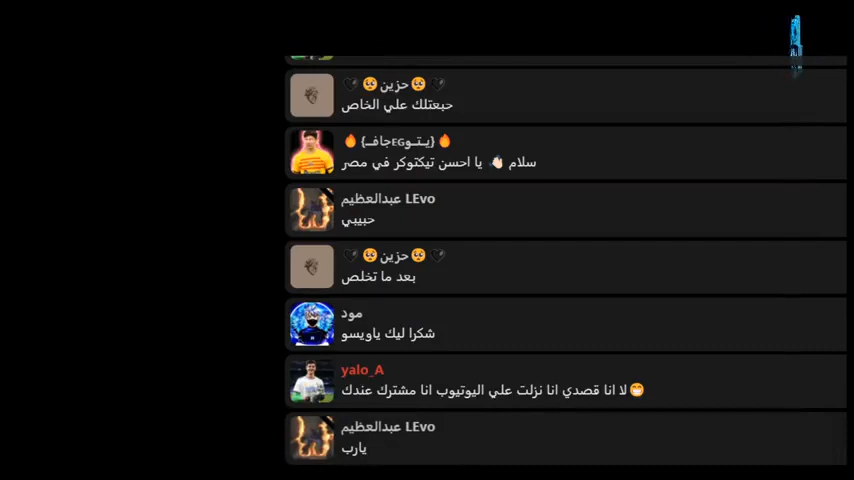 🖤🥺حزين🥺🖤
حبعتلك علي الخاص
🔥{يـتـوEGجافـ}🔥
سلام 👋🏻 يا احسن تيكتوكر في مصر
عبدالعظيم LEvo
حبيبي
🖤🥺حزين🥺🖤
بعد ما تخلص
مود
شكرا ليك ياويسو
yalo_A
لا انا قصدي انا نزلت علي اليوتيوب انا مشترك عندك😁
عبدالعظيم LEvo
يارب